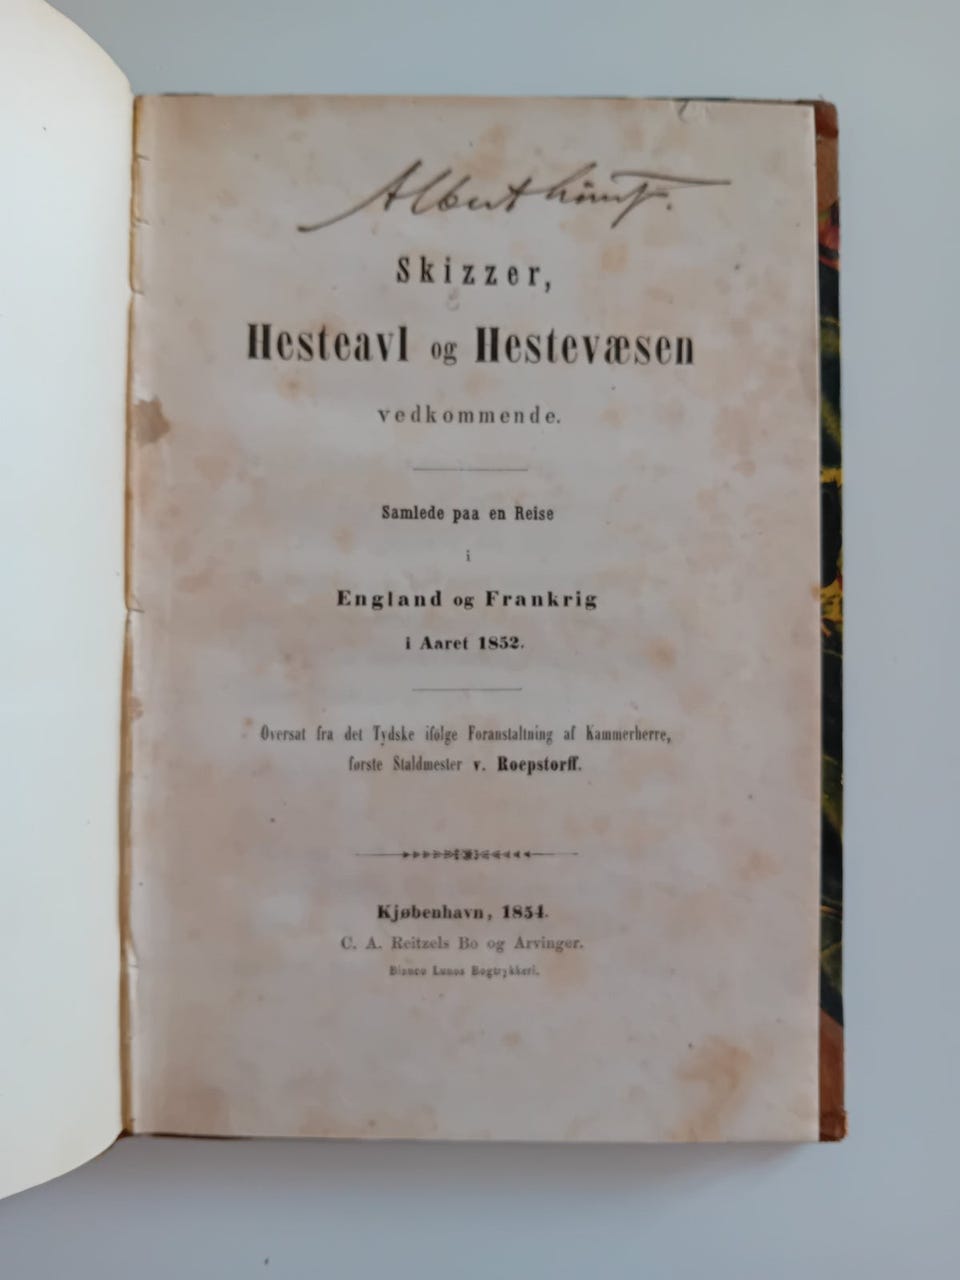 Albert
Skizzer,
Hesteavl og Hestevæsen
vedkommende.
Samlede paa en Reise
i
England og Frankrig
i Aaret 1852.
Oversat fra det Tydske ifølge Foranstaltning af Kammerherre,
første Staldmester v. Roepstorff.
Kjøbenhavn, 1854.
C. A. Reitzels Bo og Arvinger.
Bianco Lunos Bogtrykkeri.